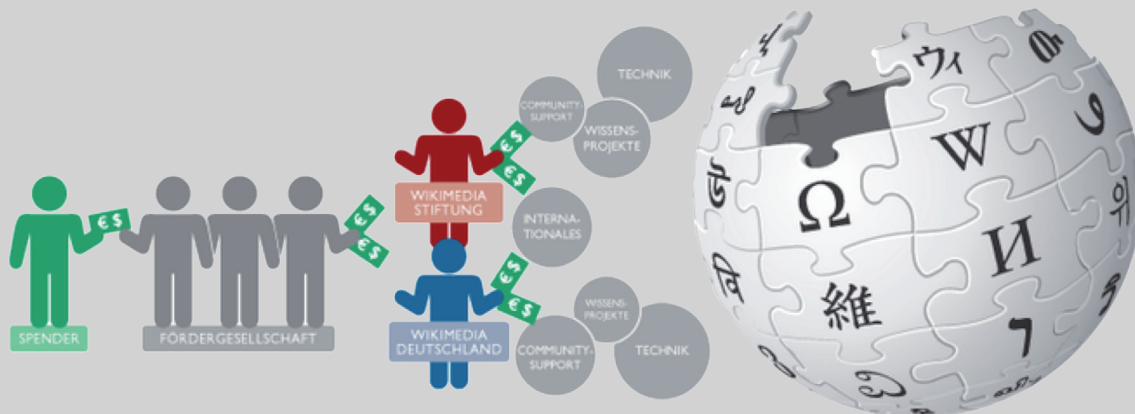 SPENDER
€ $
FÖRDERGESELLSCHAFT
€ $
€ $
WIKIMEDIA
STIFTUNG
€ $
€ $
COMMUNITY-
SUPPORT
TECHNIK
WISSENS-
PROJEKTE
INTERNA-
TIONALES
WIKIMEDIA
DEUTSCHLAND
€ $
€ $
COMMUNITY-
SUPPORT
WISSENS-
PROJEKTE
TECHNIK
ウィ
W
Ω
И
위
維
ר
वि